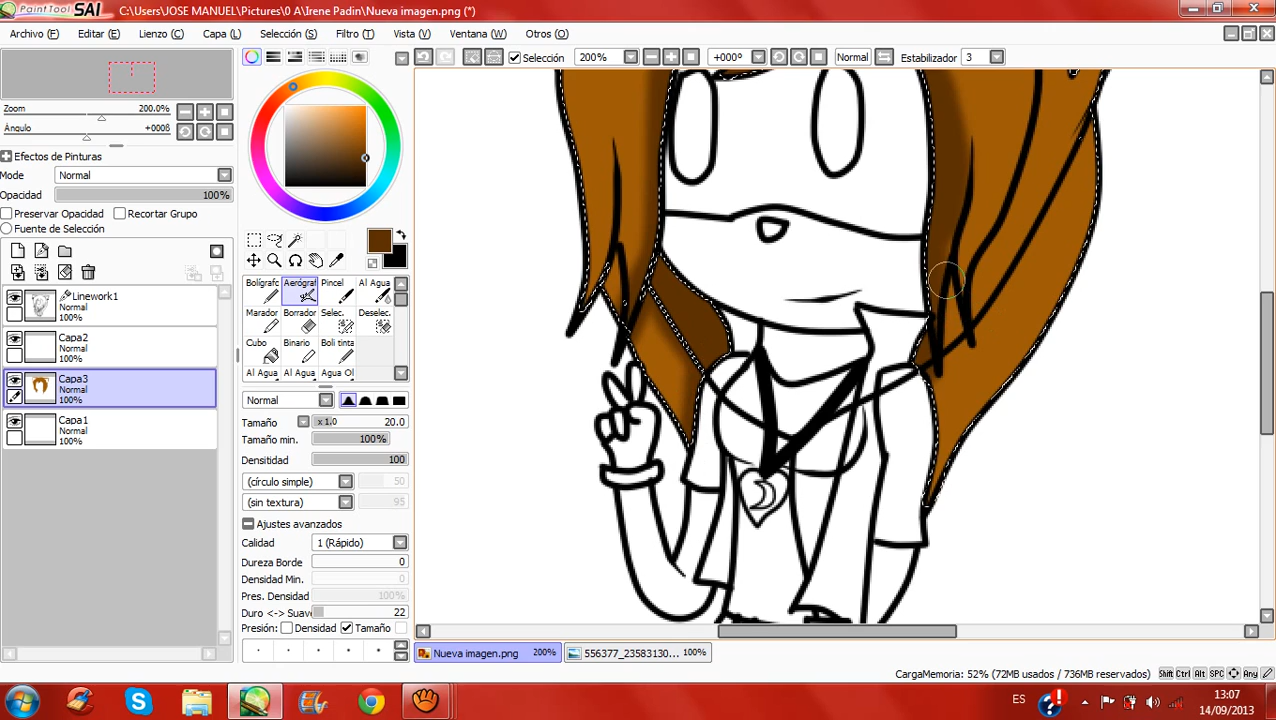 PaintTool SAI C:\Users\JOSE MANUEL\Pictures\0 A\Irene Padin\Nueva imagen.png (*)
Archivo (F) Editar (E) Lienzo (C) Capa (L) Selección (S) Filtro (T) Vista (V) Ventana (W) Otros (O)
Selección 200% +000º Normal Estabilizador 3
Zoom 200.0%
Ángulo +000º
Efectos de Pinturas
Mode Normal
Opacidad 100%
Preservar Opacidad Recortar Grupo
Fuente de Selección
Linework1
Normal
100%
Capa2
Normal
100%
Capa3
Normal
100%
Capa1
Normal
100%
Bolígrafc Aerógraf Pincel Al Agua
Marador Borrador Selec. Deselec.
Cubo Binario Boli tinta
Al Agua Al Agua Agua Ol
Normal
Tamaño x 1.0 20.0
Tamaño min. 100%
Densitidad 100
(círculo simple) 50
(sin textura) 95
Ajustes avanzados
Calidad 1 (Rápido)
Dureza Borde 0
Densidad Min. 0
Pres. Densidad 100%
Duro <-> Suave 22
Presión: Densidad Tamaño
Nueva imagen.png 200% 556377_23583130... 100%
CargaMemoria: 52% (72MB usados / 736MB reservados) Shift Ctrl Alt SPC Any
ES 13:07
14/09/2013